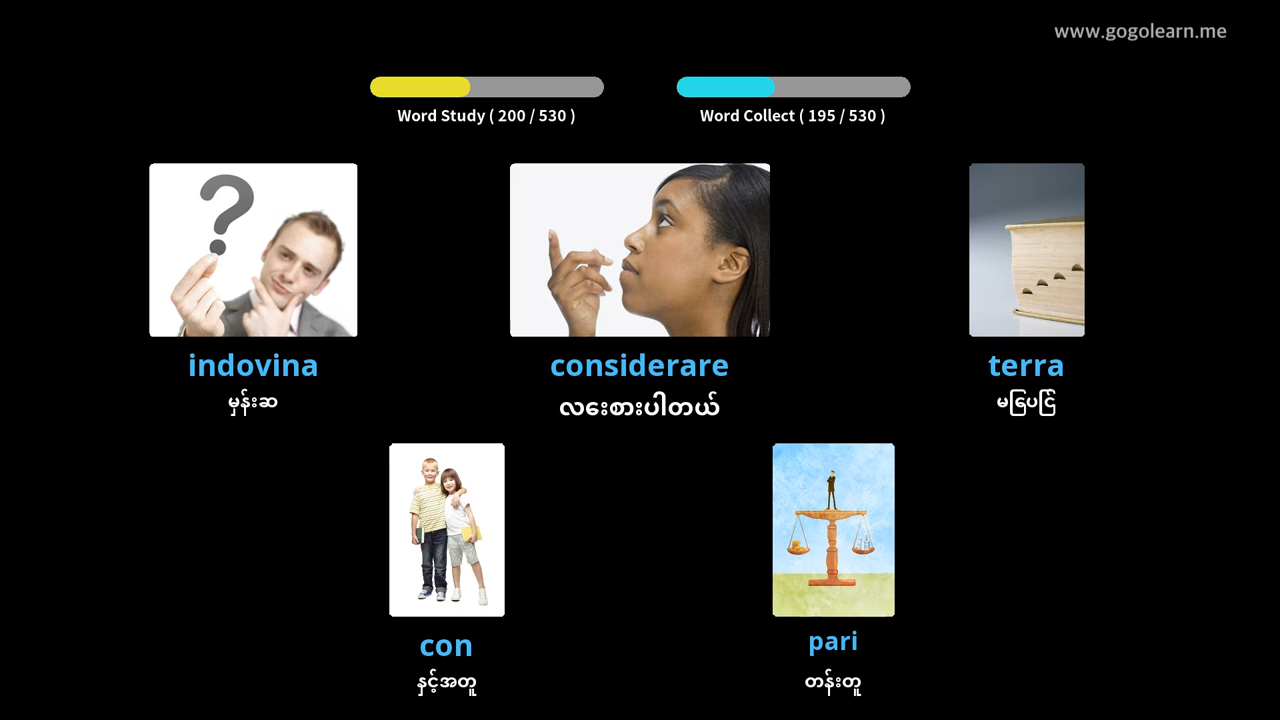 www.gogolearn.me
Word Study ( 200 / 530 )
Word Collect ( 195 / 530 )
indovina
မှန်းဆ
considerare
လေးစားပါတယ်
terra
မြေပြင်
con
နှင့်အတူ
pari
တန်းတူ